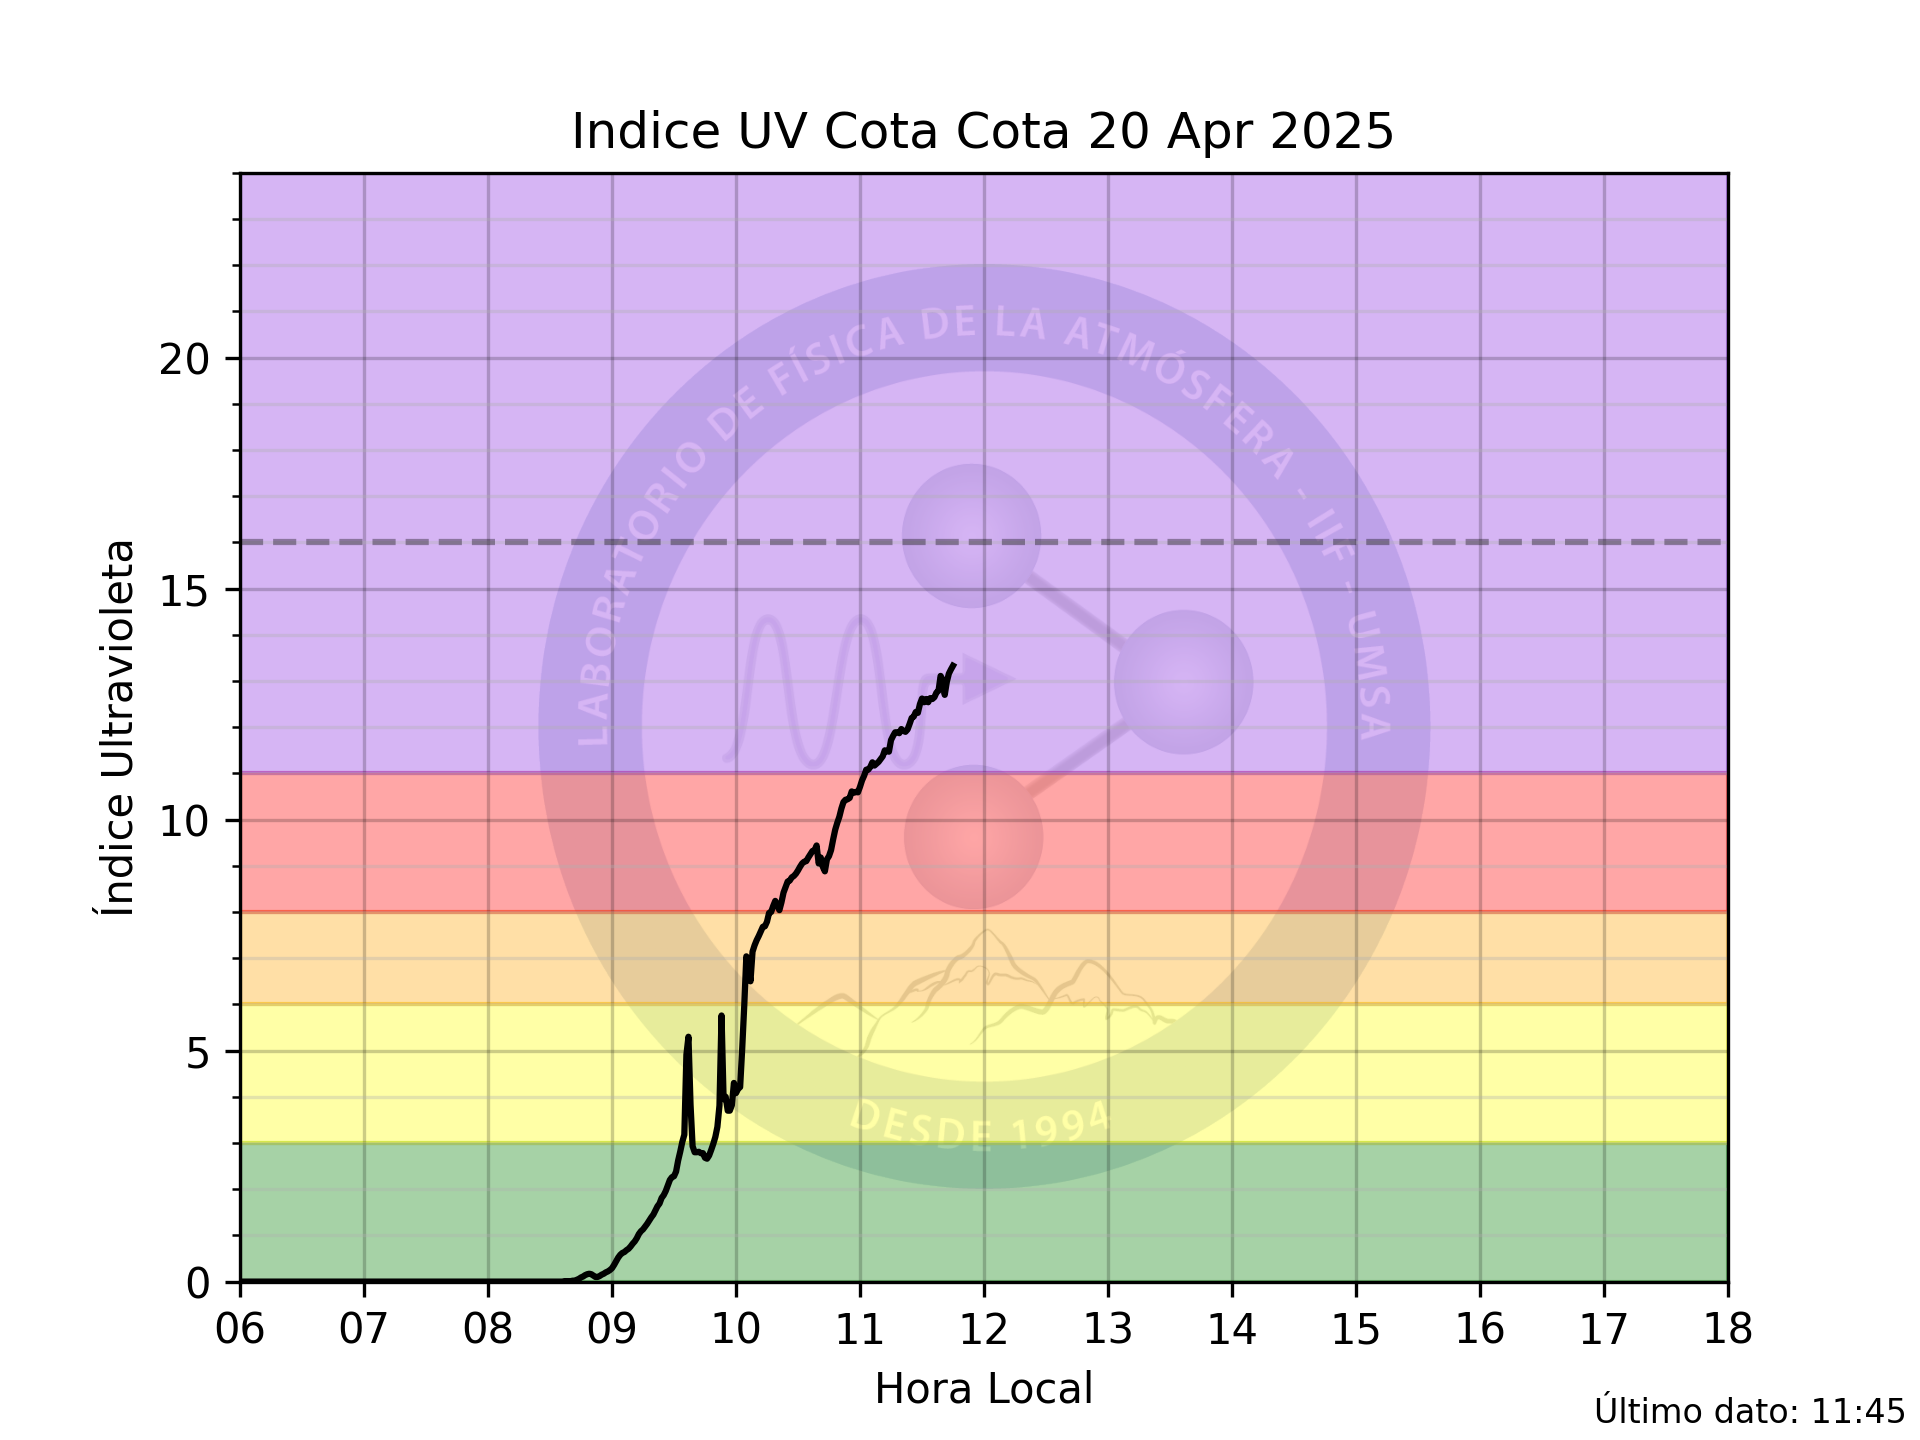 Indice UV Cota Cota 20 Apr 2025
LABORATORIO DE FÍSICA DE LA ATMÓSFERA - IIF - UMSA
DESDE 1994
Índice Ultravioleta
20
15
10
5
0
06 07 08 09 10 11 12 13 14 15 16 17 18
Hora Local
Último dato: 11:45